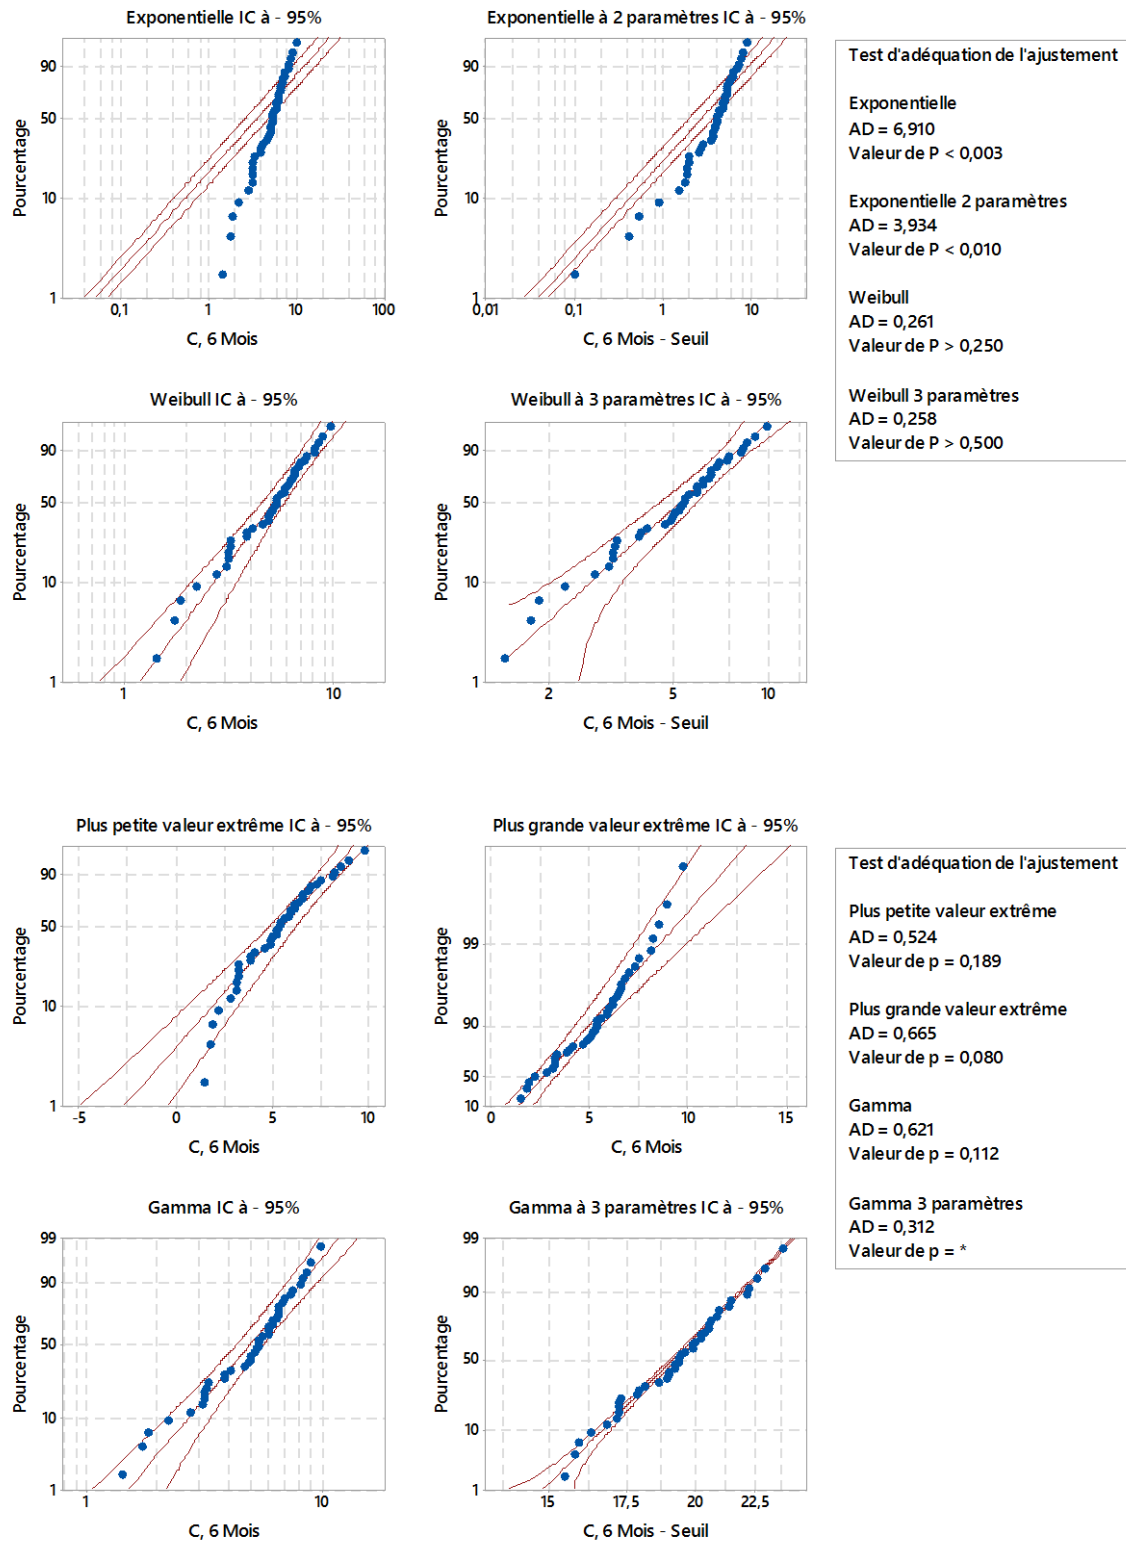 Exponentielle IC à - 95%
Pourcentage
90
50
10
1
0,1
1
10
100
C, 6 Mois
Exponentielle à 2 paramètres IC à - 95%
Pourcentage
90
50
10
1
0,01
0,1
1
10
C, 6 Mois - Seuil
Test d'adéquation de l'ajustement
Exponentielle
AD = 6,910
Valeur de P < 0,003
Exponentielle 2 paramètres
AD = 3,934
Valeur de P < 0,010
Weibull
AD = 0,261
Valeur de P > 0,250
Weibull 3 paramètres
AD = 0,258
Valeur de P > 0,500
Weibull IC à - 95%
Pourcentage
90
50
10
1
1
10
C, 6 Mois
Weibull à 3 paramètres IC à - 95%
Pourcentage
90
50
10
1
2
5
10
C, 6 Mois - Seuil
Plus petite valeur extrême IC à - 95%
Pourcentage
90
50
10
1
-5
0
5
10
C, 6 Mois
Plus grande valeur extrême IC à - 95%
Pourcentage
99
90
50
10
0
5
10
15
C, 6 Mois
Test d'adéquation de l'ajustement
Plus petite valeur extrême
AD = 0,524
Valeur de p = 0,189
Plus grande valeur extrême
AD = 0,665
Valeur de p = 0,080
Gamma
AD = 0,621
Valeur de p = 0,112
Gamma 3 paramètres
AD = 0,312
Valeur de p = *
Gamma IC à - 95%
Pourcentage
99
90
50
10
1
1
10
C, 6 Mois
Gamma à 3 paramètres IC à - 95%
Pourcentage
99
90
50
10
1
15
17,5
20
22,5
C, 6 Mois - Seuil